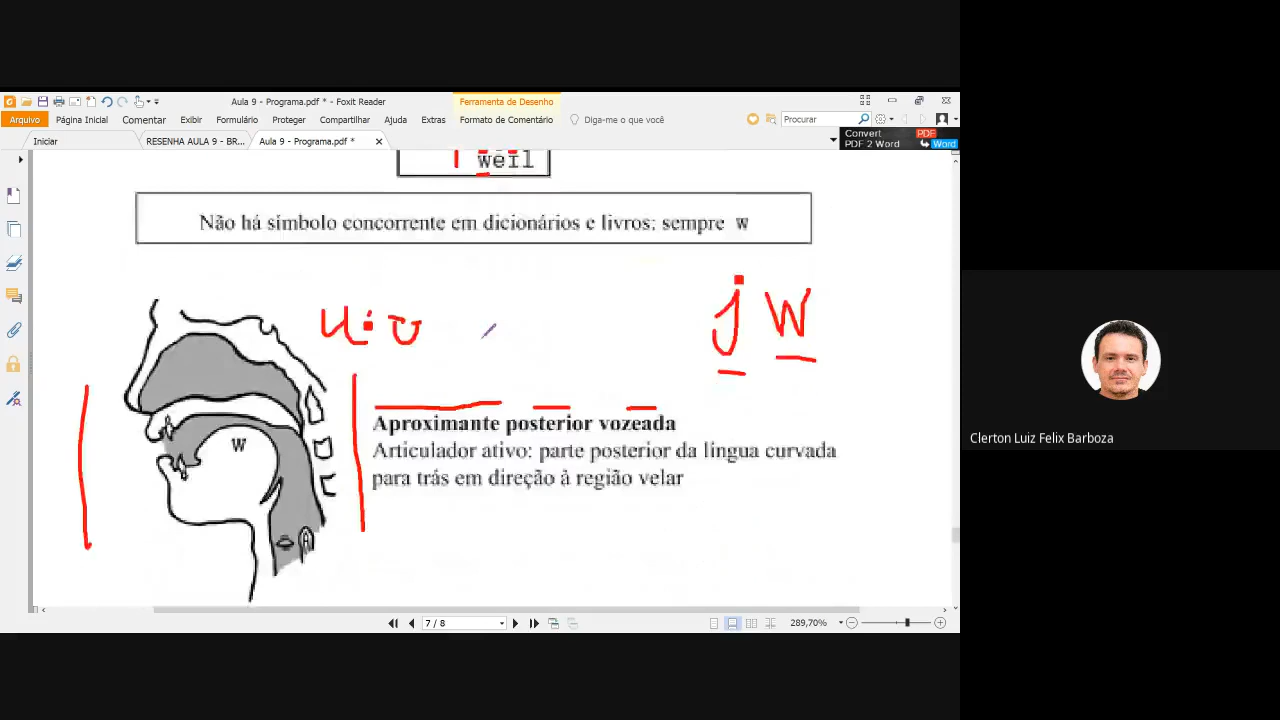 Aula 9 - Programa.pdf * - Foxit Reader
Ferramenta de Desenho
Arquivo Página Inicial Comentar Exibir Formulário Proteger Compartilhar Ajuda Extras Formato de Comentário Diga-me o que você Procurar
Iniciar RESENHA AULA 9 - BR... Aula 9 - Programa.pdf *
Convert PDF
PDF 2 Word Word
weɪl
Não há símbolo concorrente em dicionários e livros: sempre w
j w
u: ʊ
Aproximante posterior vozeada
W
Articulador ativo: parte posterior da língua curvada
para trás em direção à região velar
Clerton Luiz Felix Barboza
7 / 8
289,70%